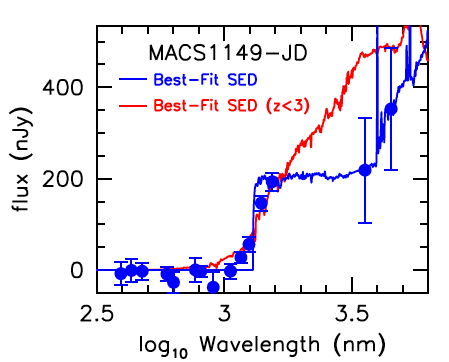 MACS1149-JD
Best-Fit SED
Best-Fit SED (z<3)
flux (nJy)
400
200
0
2.5
3
3.5
log10 Wavelength (nm)